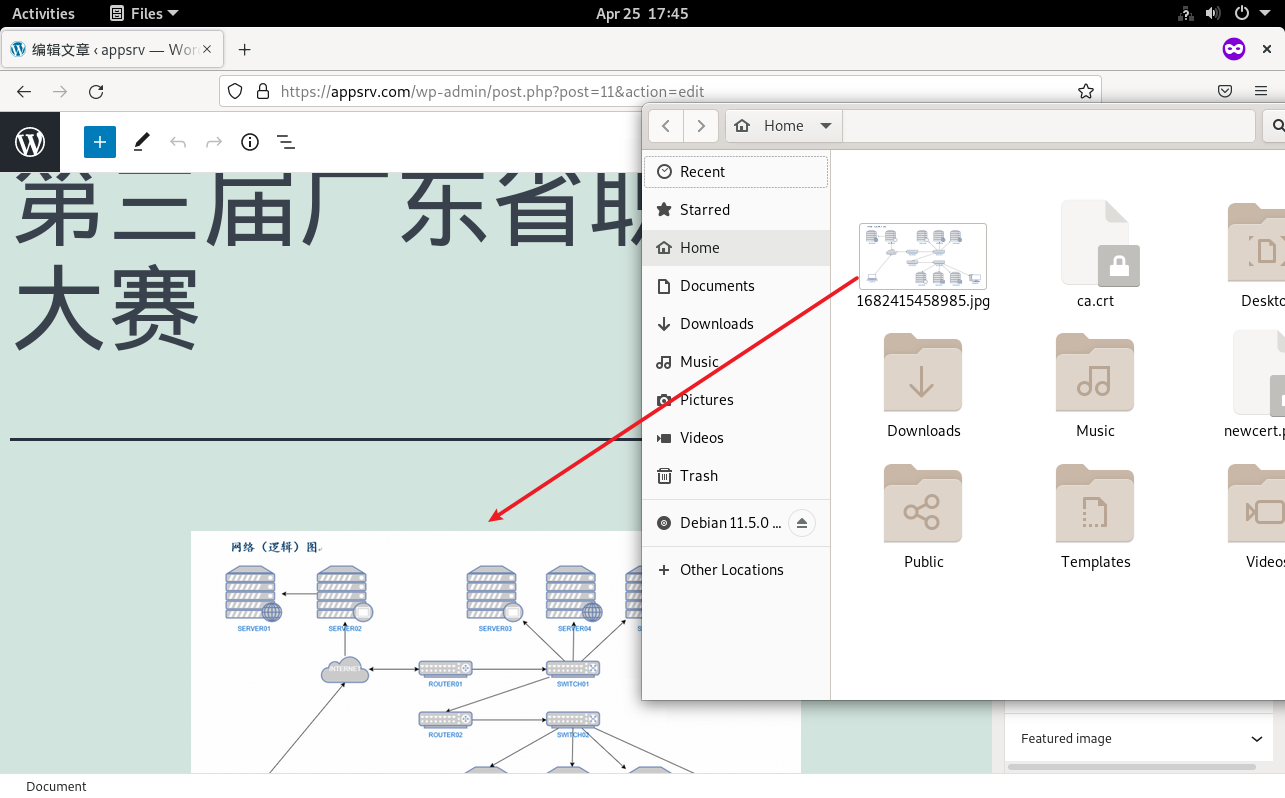 Activities
Files
Apr 25 17:45
编辑文章 ‹ appsrv — Wor
https://appsrv.com/wp-admin/post.php?post=11&action=edit
第三届广东省职
大赛
网络（逻辑）图
SERVER01
SERVER02
SERVER03
SERVER04
INTERNET
ROUTER01
SWITCH01
ROUTER02
SWITCH02
Home
Recent
Starred
Home
Documents
Downloads
Music
Pictures
Videos
Trash
Debian 11.5.0 ...
Other Locations
1682415458985.jpg
ca.crt
Deskto
Downloads
Music
newcert.p
Public
Templates
Videos
Featured image
Document